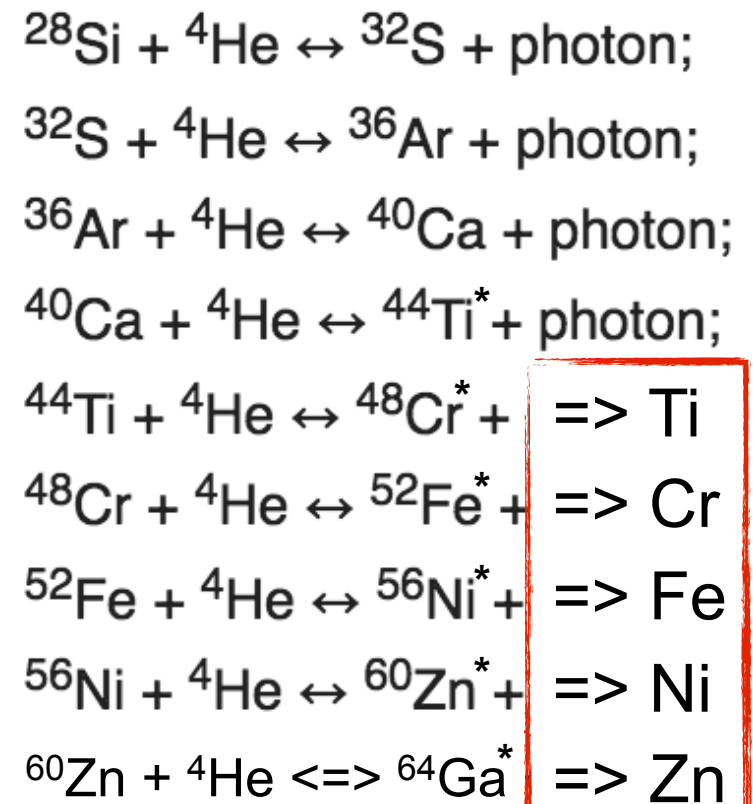 ²⁸Si + ⁴He ↔ ³²S + photon;
³²S + ⁴He ↔ ³⁶Ar + photon;
³⁶Ar + ⁴He ↔ ⁴⁰Ca + photon;
⁴⁰Ca + ⁴He ↔ ⁴⁴Ti* + photon;
⁴⁴Ti + ⁴He ↔ ⁴⁸Cr* + => Ti
⁴⁸Cr + ⁴He ↔ ⁵²Fe* + => Cr
⁵²Fe + ⁴He ↔ ⁵⁶Ni* + => Fe
⁵⁶Ni + ⁴He ↔ ⁶⁰Zn* + => Ni
⁶⁰Zn + ⁴He <=> ⁶⁴Ga* => Zn